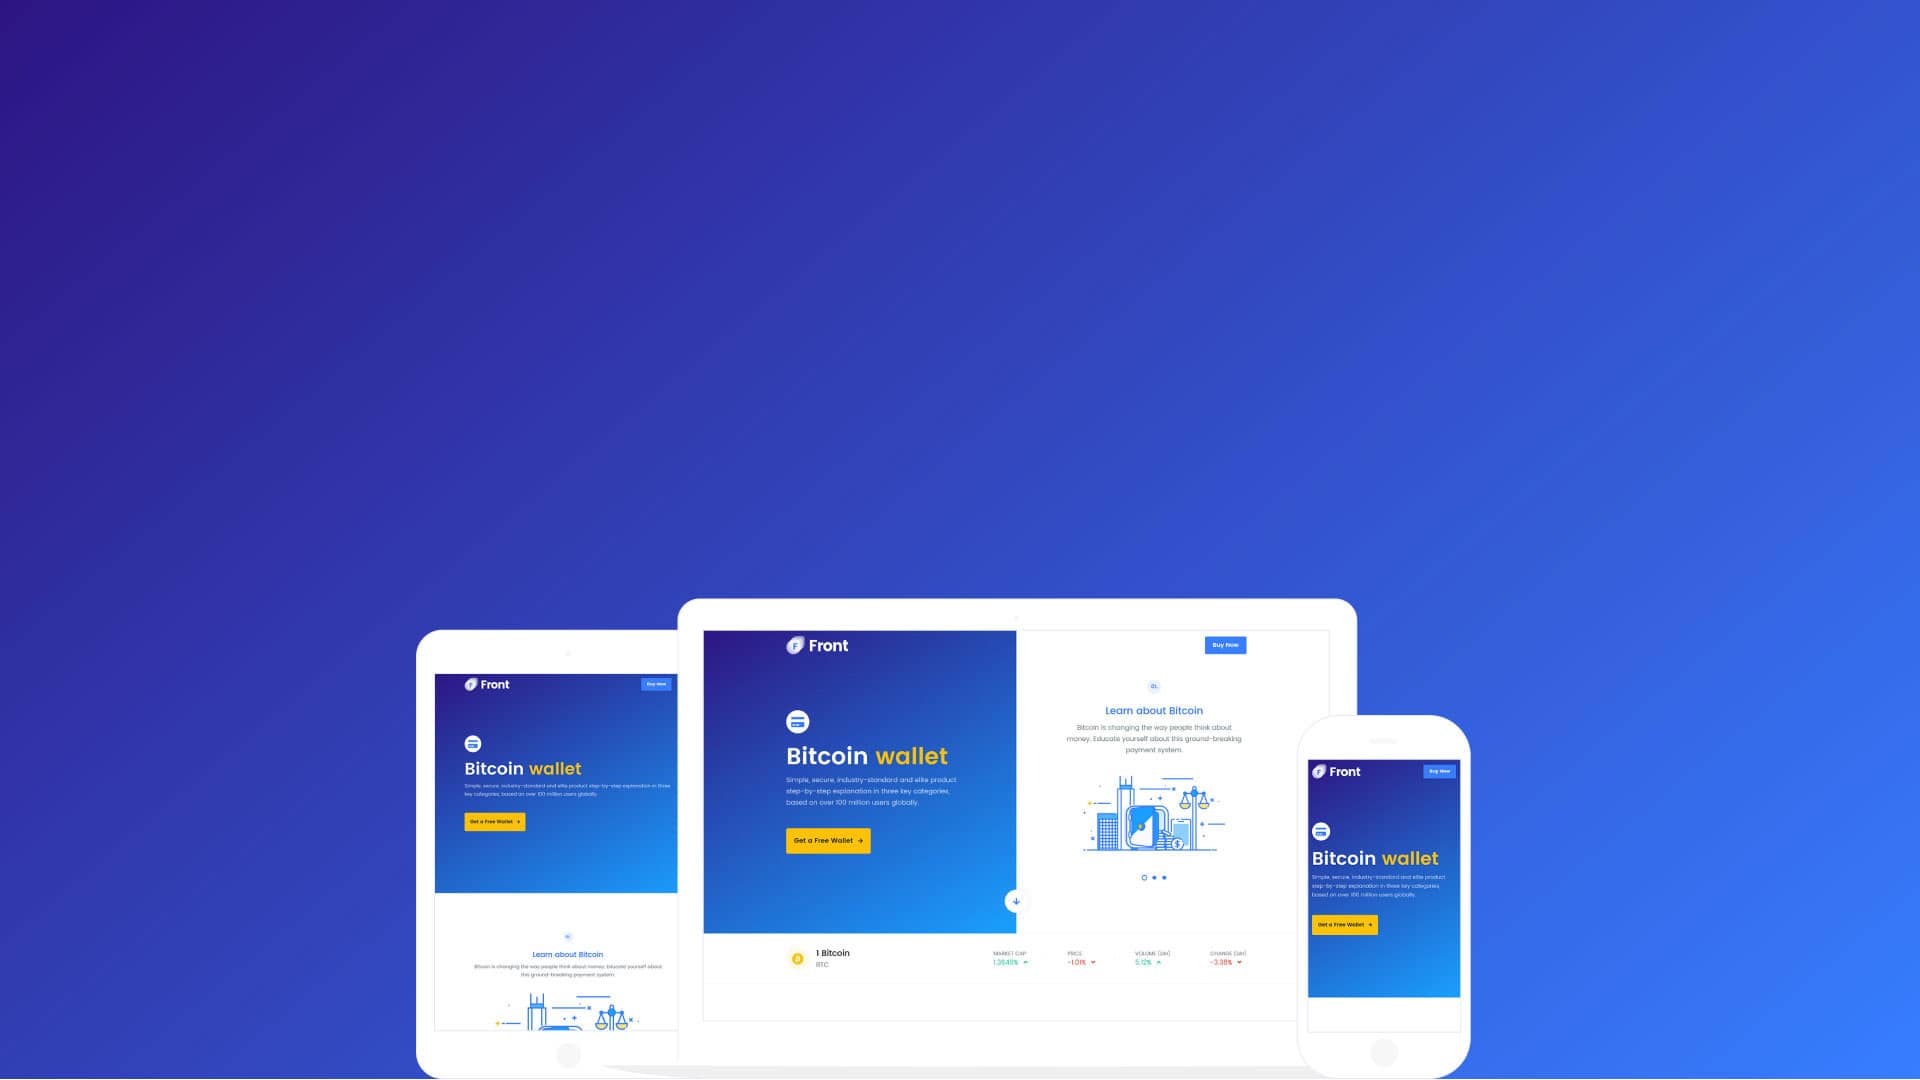 Front
Buy Now
Bitcoin wallet
Simple, secure, industry-standard and elite product step-by-step explanation in three
key categories, based on over 100 million users globally.
Get a Free Wallet
01.
Learn about Bitcoin
Bitcoin is changing the way people think about money. Educate yourself about
this ground-breaking payment system.
Front
Buy Now
Bitcoin wallet
Simple, secure, industry-standard and elite product
step-by-step explanation in three key categories,
based on over 100 million users globally.
Get a Free Wallet
01.
Learn about Bitcoin
Bitcoin is changing the way people think about
money. Educate yourself about this ground-breaking
payment system.
1 Bitcoin
BTC
MARKET CAP
1.3649%
PRICE
-1.01%
VOLUME (24H)
5.12%
CHANGE (24H)
-3.38%
Front
Buy Now
Bitcoin wallet
Simple, secure, industry-standard and elite product
step-by-step explanation in three key categories,
based on over 100 million users globally.
Get a Free Wallet